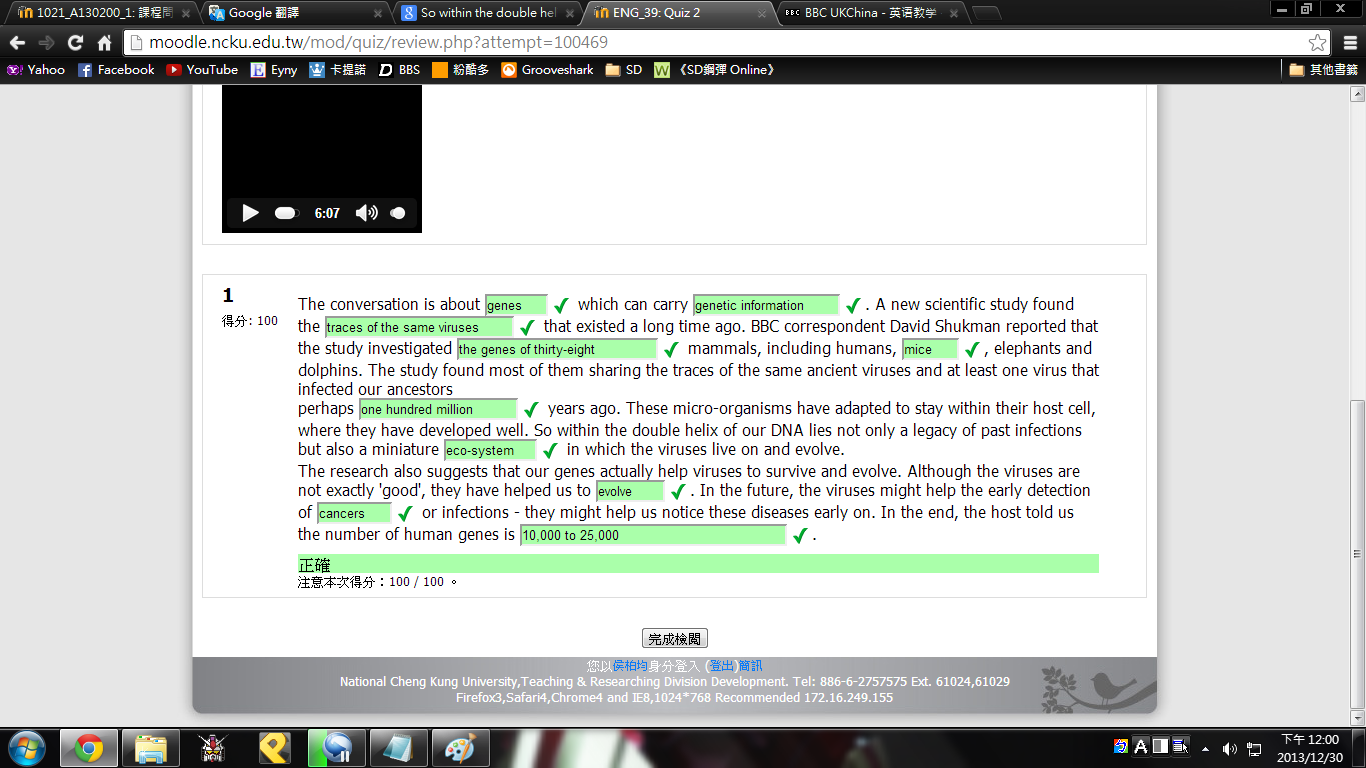 1021_A130200_1: 課程問
Google 翻譯
So within the double hel
ENG_39: Quiz 2
BBC BBC UKChina - 英语教学
moodle.ncku.edu.tw/mod/quiz/review.php?attempt=100469
Yahoo Facebook YouTube Eyny 卡提諾 BBS 粉酷多 Grooveshark SD 《SD鋼彈 Online》 其他書籤
6:07
1
得分: 100
The conversation is about genes which can carry genetic information . A new scientific study found
the traces of the same viruses that existed a long time ago. BBC correspondent David Shukman reported that
the study investigated the genes of thirty-eight mammals, including humans, mice , elephants and
dolphins. The study found most of them sharing the traces of the same ancient viruses and at least one virus that
infected our ancestors
perhaps one hundred million years ago. These micro-organisms have adapted to stay within their host cell,
where they have developed well. So within the double helix of our DNA lies not only a legacy of past infections
but also a miniature eco-system in which the viruses live on and evolve.
The research also suggests that our genes actually help viruses to survive and evolve. Although the viruses are
not exactly 'good', they have helped us to evolve . In the future, the viruses might help the early detection
of cancers or infections - they might help us notice these diseases early on. In the end, the host told us
the number of human genes is 10,000 to 25,000 .
正確
注意本次得分：100 / 100 。
完成檢閱
您以侯柏均身分登入 (登出)簡訊
National Cheng Kung University,Teaching & Researching Division Development. Tel: 886-6-2757575 Ext. 61024,61029
Firefox3,Safari4,Chrome4 and IE8,1024*768 Recommended 172.16.249.155
A
下午 12:00
2013/12/30